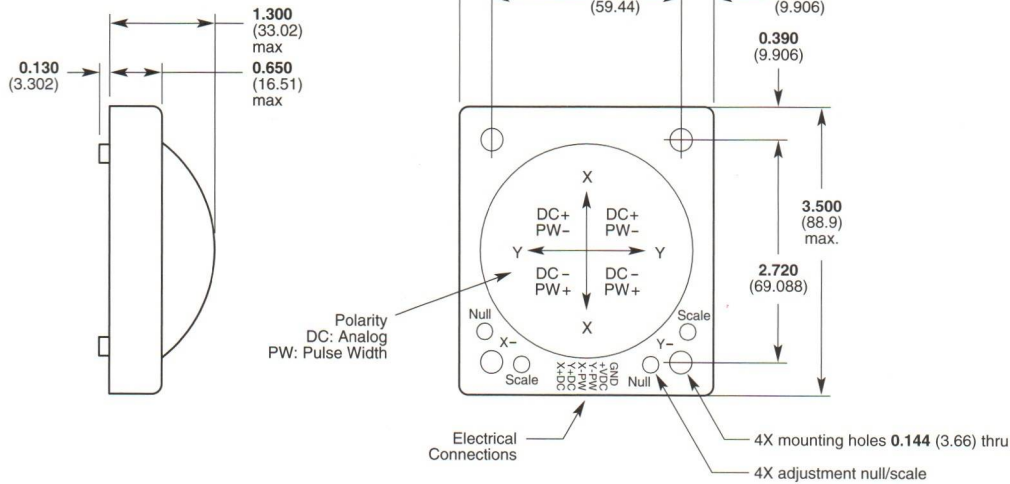 1.300
(33.02)
max
0.130
(3.302)
0.650
(16.51)
max
(59.44)
(9.906)
0.390
(9.906)
X
DC+
PW-
DC+
PW-
Y
Y
DC-
PW+
DC-
PW+
X
3.500
(88.9)
max.
2.720
(69.088)
Polarity
DC: Analog
PW: Pulse Width
Null
X-
Scale
Scale
Y-
Null
X+DC
Y+DC
X-PW
Y-PW
+VDC
GND
Electrical
Connections
4X mounting holes 0.144 (3.66) thru
4X adjustment null/scale